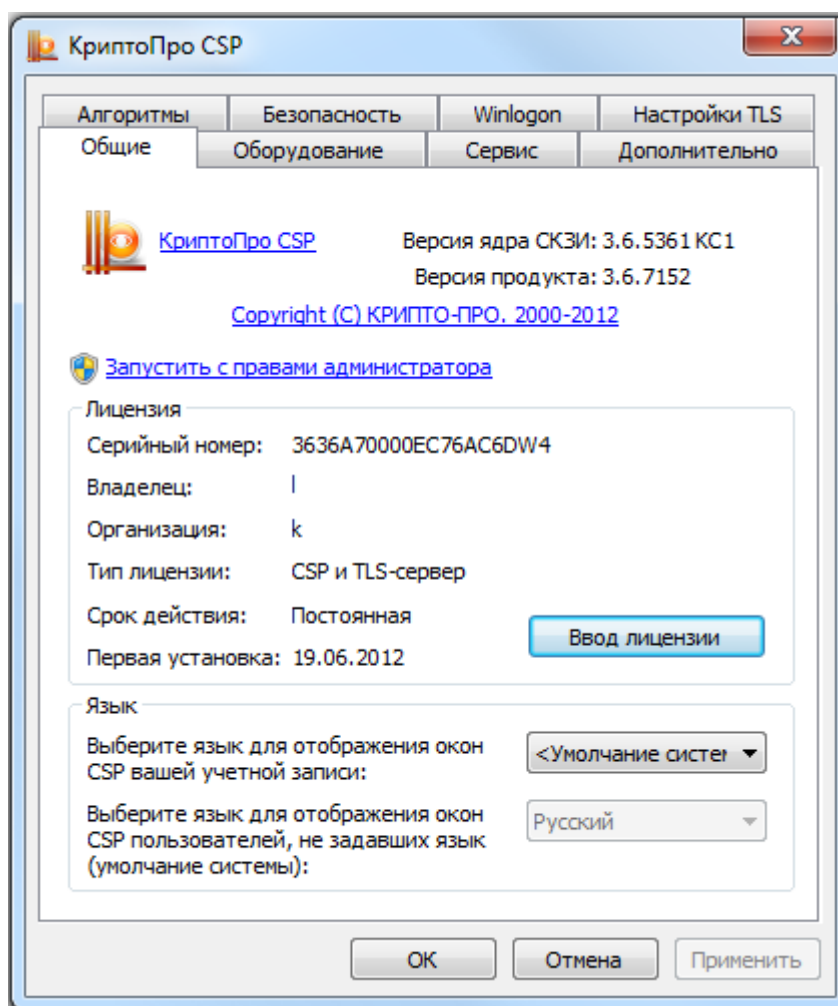 КриптоПро CSP
Алгоритмы Безопасность Winlogon Настройки TLS
Общие Оборудование Сервис Дополнительно
КриптоПро CSP Версия ядра СКЗИ: 3.6.5361 КС1
Версия продукта: 3.6.7152
Copyright (C) КРИПТО-ПРО. 2000-2012
Запустить с правами администратора
Лицензия
Серийный номер: 3636A70000EC76AC6DW4
Владелец: l
Организация: k
Тип лицензии: CSP и TLS-сервер
Срок действия: Постоянная
Ввод лицензии
Первая установка: 19.06.2012
Язык
Выберите язык для отображения окон
CSP вашей учетной записи:
<Умолчание систем
Выберите язык для отображения окон
CSP пользователей, не задавших язык
(умолчание системы):
Русский
ОК Отмена Применить